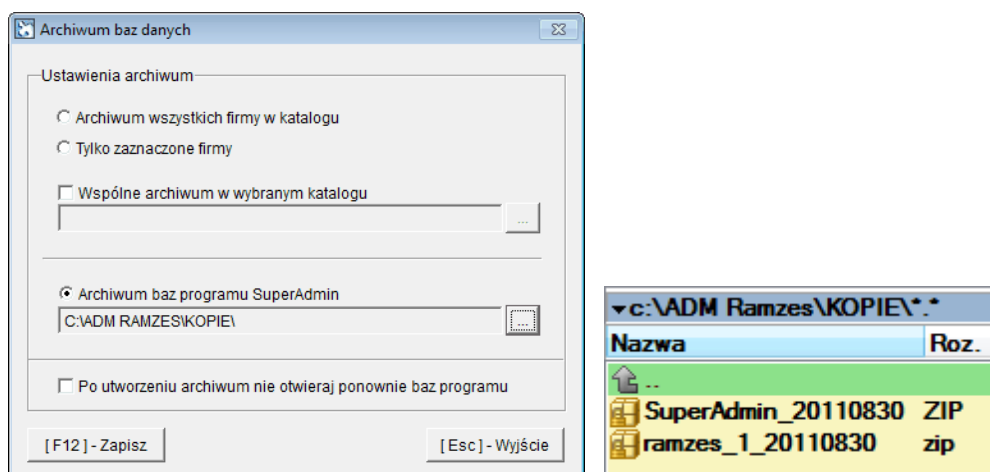 Archiwum baz danych
Ustawienia archiwum
Archiwum wszystkich firmy w katalogu
Tylko zaznaczone firmy
Wspólne archiwum w wybranym katalogu
...
Archiwum baz programu SuperAdmin
C:\ADM RAMZES\KOPIE\
...
Po utworzeniu archiwum nie otwieraj ponownie baz programu
[ F12 ] - Zapisz
[ Esc ] - Wyjście
c:\ADM Ramzes\KOPIE\*.*
Nazwa Roz.
..
SuperAdmin_20110830 ZIP
ramzes_1_20110830 zip